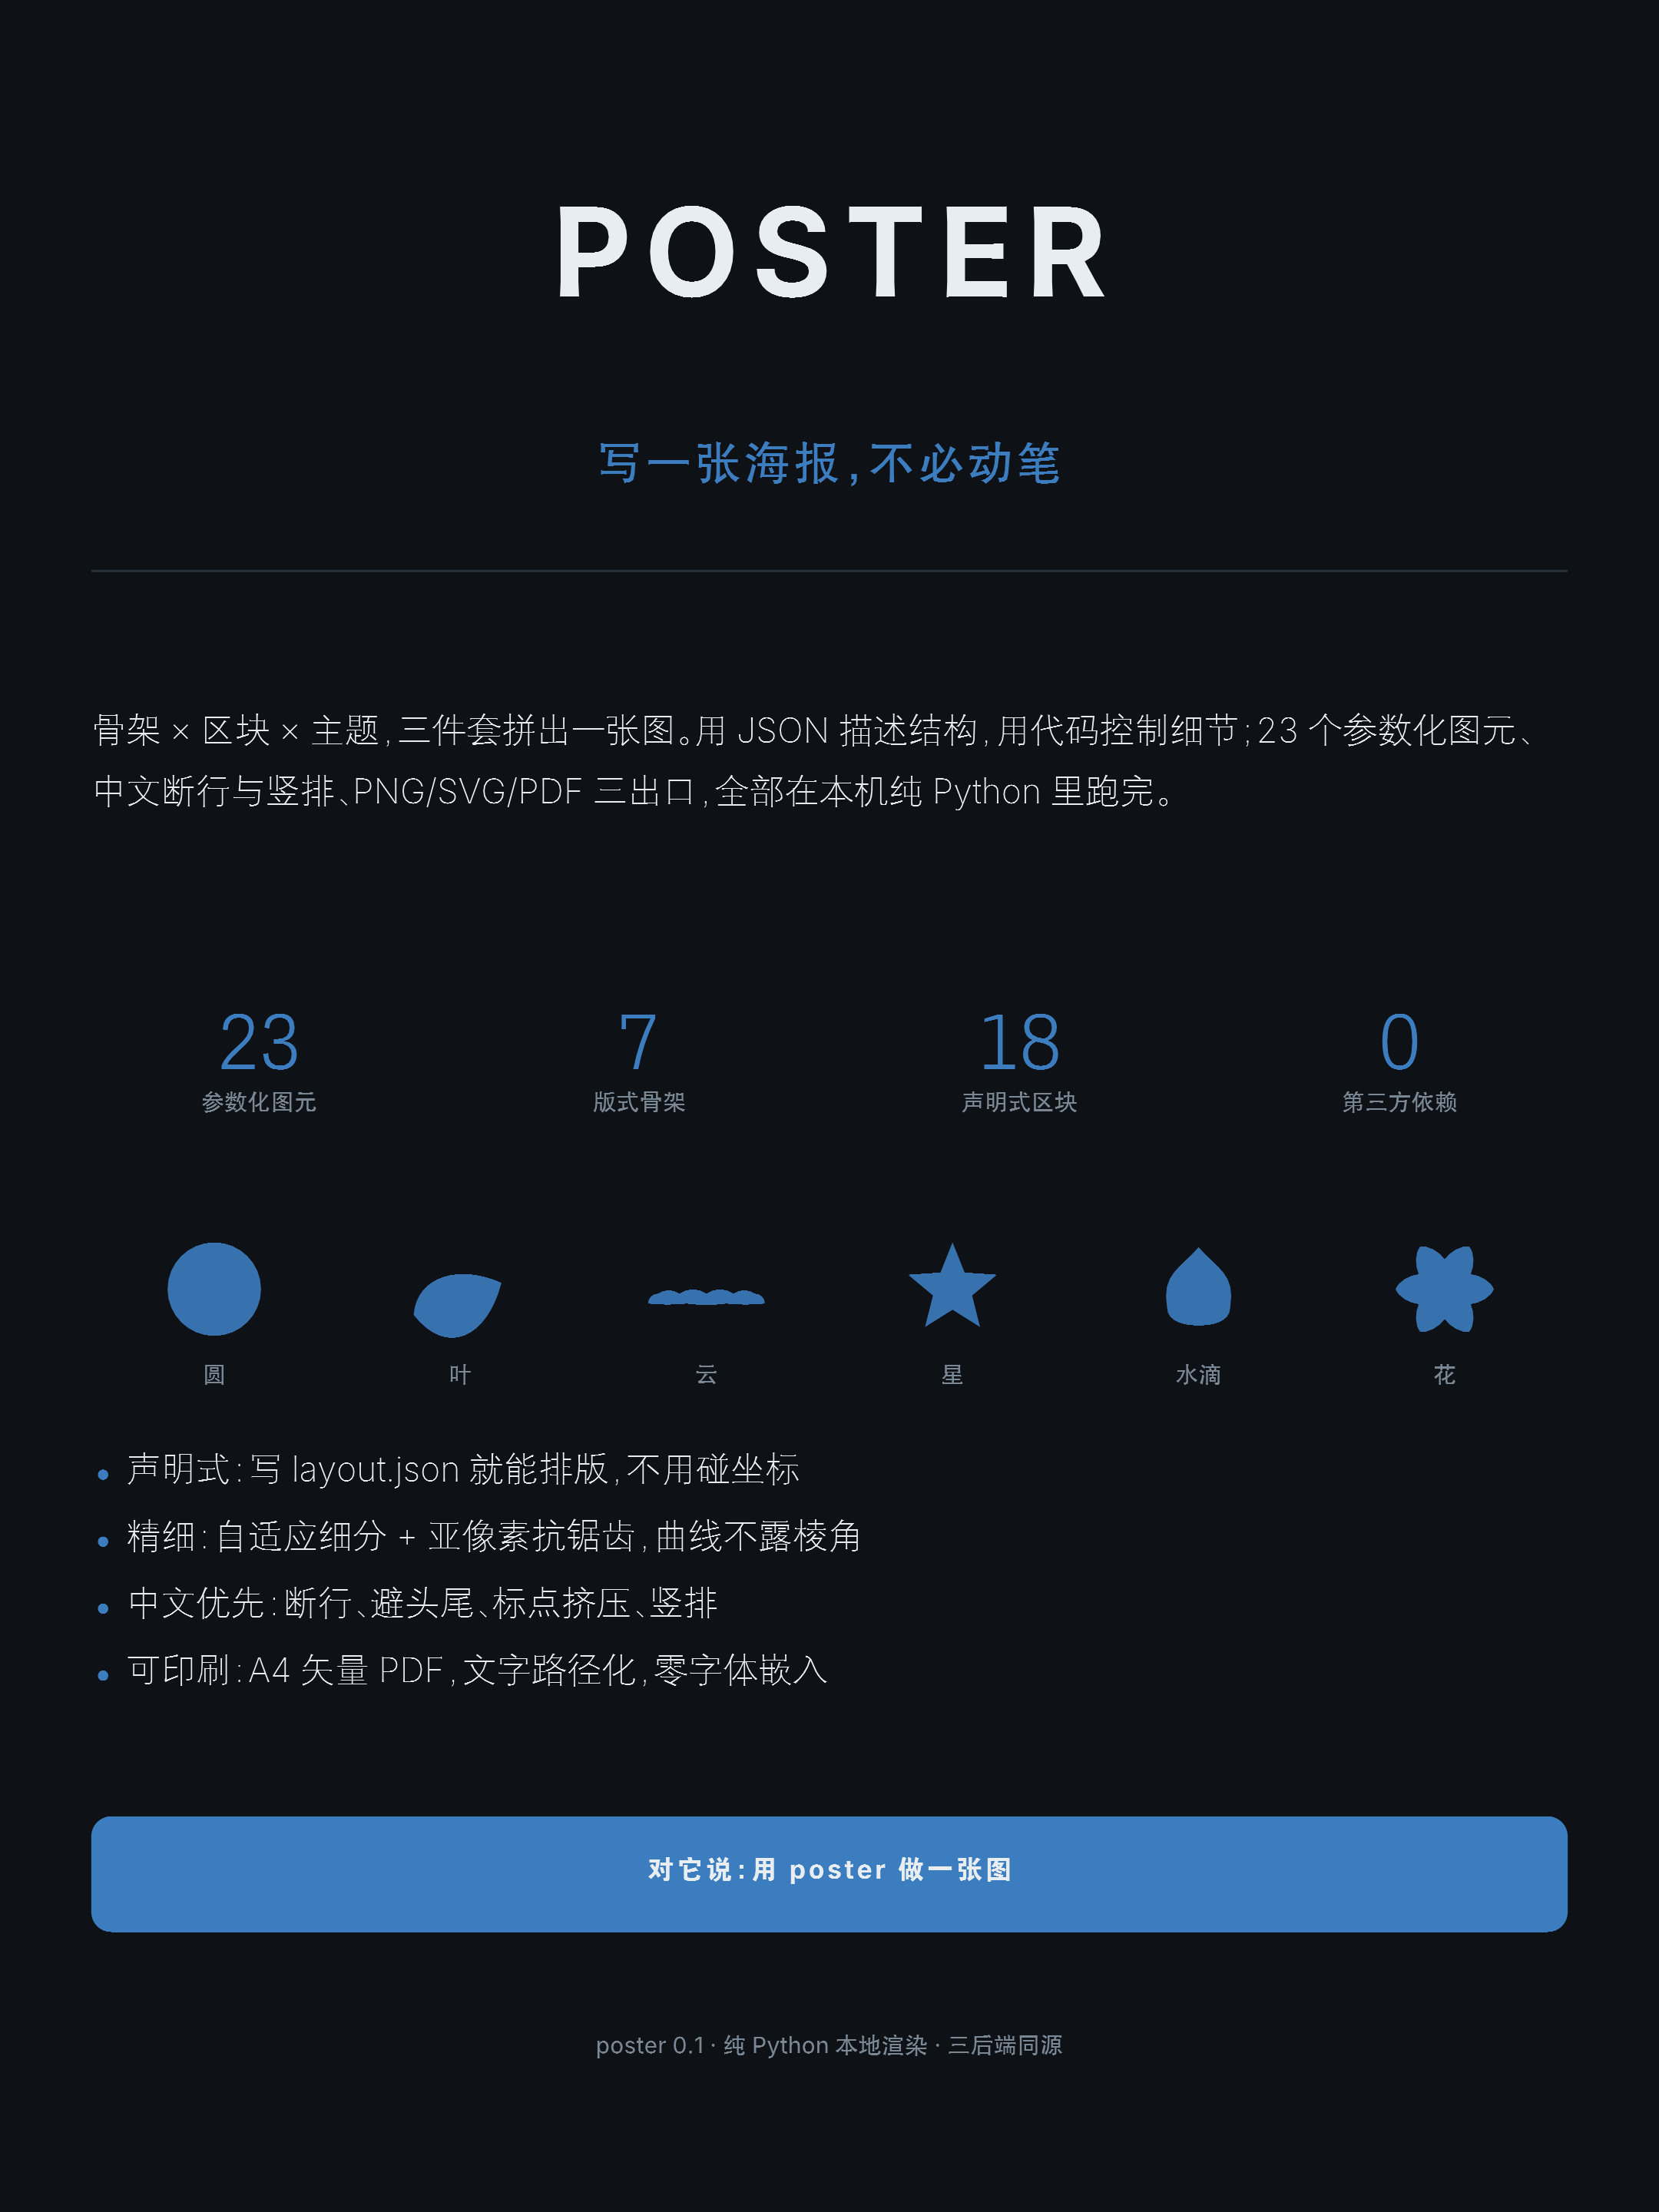 POSTER
写一张海报,不必动笔
骨架 × 区块 × 主题,三件套拼出一张图。用 JSON 描述结构,用代码控制细节;23 个参数化图元、
中文断行与竖排、PNG/SVG/PDF 三出口,全部在本机纯 Python 里跑完。
23 7 18 0
参数化图元 版式骨架 声明式区块 第三方依赖
圆 叶 云 星 水滴 花
• 声明式:写 layout.json 就能排版,不用碰坐标
• 精细:自适应细分 + 亚像素抗锯齿,曲线不露棱角
• 中文优先:断行、避头尾、标点挤压、竖排
• 可印刷:A4 矢量 PDF,文字路径化,零字体嵌入
对它说:用 poster 做一张图
poster 0.1 · 纯 Python 本地渲染 · 三后端同源